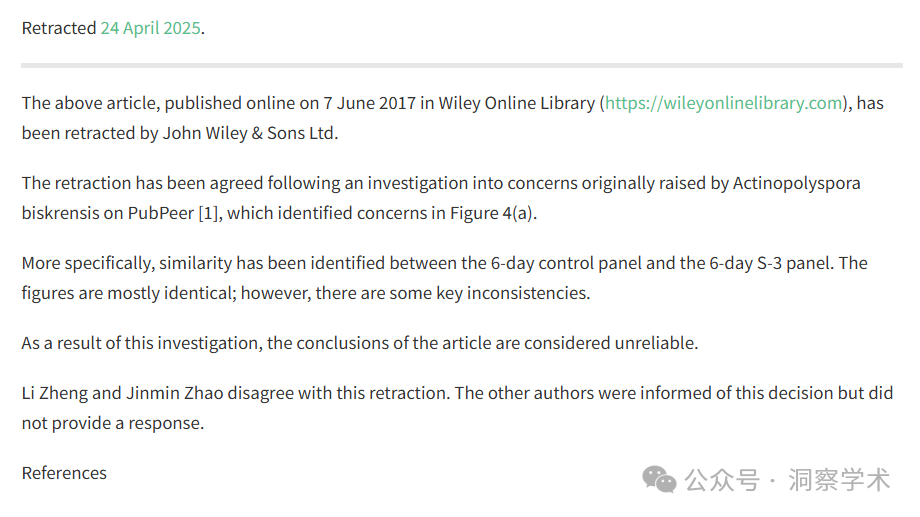 Retracted 24 April 2025.
The above article, published online on 7 June 2017 in Wiley Online Library (https://wileyonlinelibrary.com), has
been retracted by John Wiley & Sons Ltd.
The retraction has been agreed following an investigation into concerns originally raised by Actinopolyspora
biskrensis on PubPeer [1], which identified concerns in Figure 4(a).
More specifically, similarity has been identified between the 6-day control panel and the 6-day S-3 panel. The
figures are mostly identical; however, there are some key inconsistencies.
As a result of this investigation, the conclusions of the article are considered unreliable.
Li Zheng and Jinmin Zhao disagree with this retraction. The other authors were informed of this decision but did
not provide a response.
References
公众号 · 洞察学术